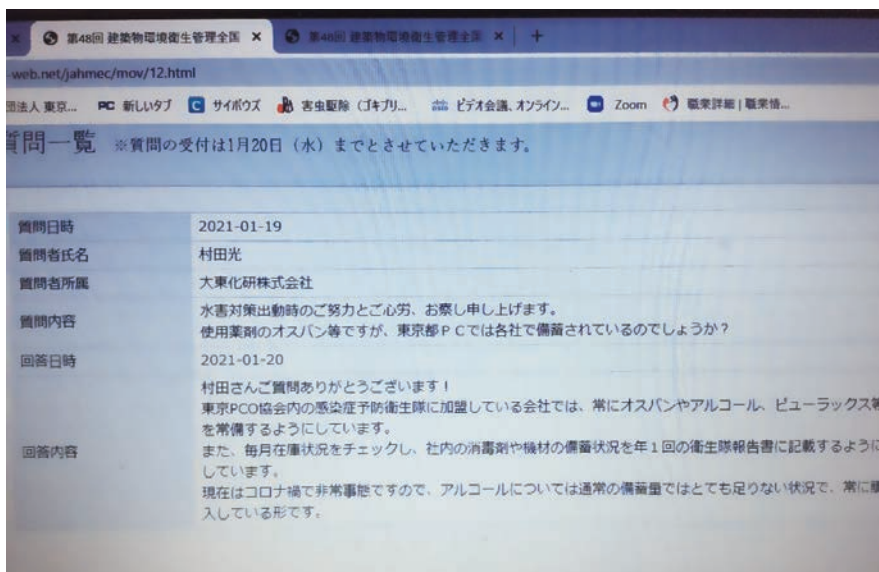 × 第48回 建築物環境衛生管理全国 × 第48回 建築物環境衛生管理全国 × +
-web.net/jahmec/mov/12.html
団法人 東京... PC 新しいタブ C サイボウズ 害虫駆除（ゴキブリ... ビデオ会議、オンライン... Zoom 職業詳細 | 職業情...
質問一覧 ※質問の受付は1月20日（水）までとさせていただきます。
質問日時 2021-01-19
質問者氏名 村田光
質問者所属 大東化研株式会社
質問内容 水害対策出動時のご努力とご心労、お察し申し上げます。
使用薬剤のオスバン等ですが、東京都ＰＣでは各社で備蓄されているのでしょうか？
回答日時 2021-01-20
回答内容 村田さんご質問ありがとうございます！
東京PCO協会内の感染症予防衛生隊に加盟している会社では、常にオスバンやアルコール、ピューラックス等
を常備するようにしています。
また、毎月在庫状況をチェックし、社内の消毒剤や機材の備蓄状況を年１回の衛生隊報告書に記載するように
しています。
現在はコロナ禍で非常事態ですので、アルコールについては通常の備蓄量ではとても足りない状況で、常に購
入している形です。